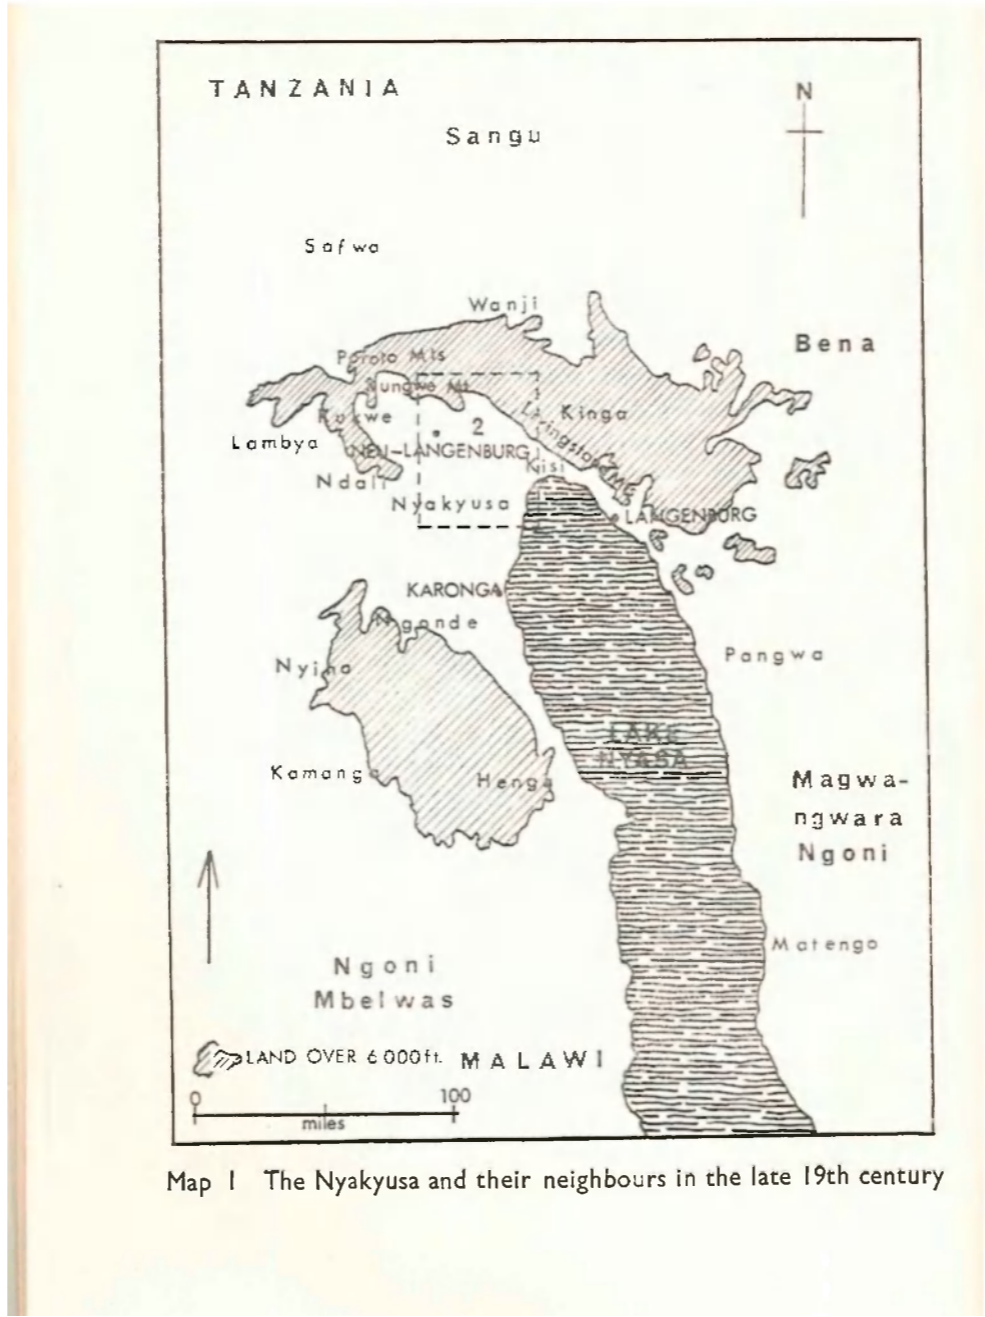 TANZANIA
N
Sangu
Safwa
Wanji
Bena
Poroto Mts
Rungwe Mt
Kukwe
Livingstone Mts
Kinga
2
Lambya
NEU-LANGENBURG
Kisi
Ndali
Nyakyusa
LANGENBURG
KARONGA
Ngonde
Nyiha
Pangwa
LAKE
NYASA
Kamanga
Henga
Magwa-
ngwara
Ngoni
Matengo
Ngoni
Mbelwas
LAND OVER 6000ft.
MALAWI
0 100
miles
Map 1 The Nyakyusa and their neighbours in the late 19th century